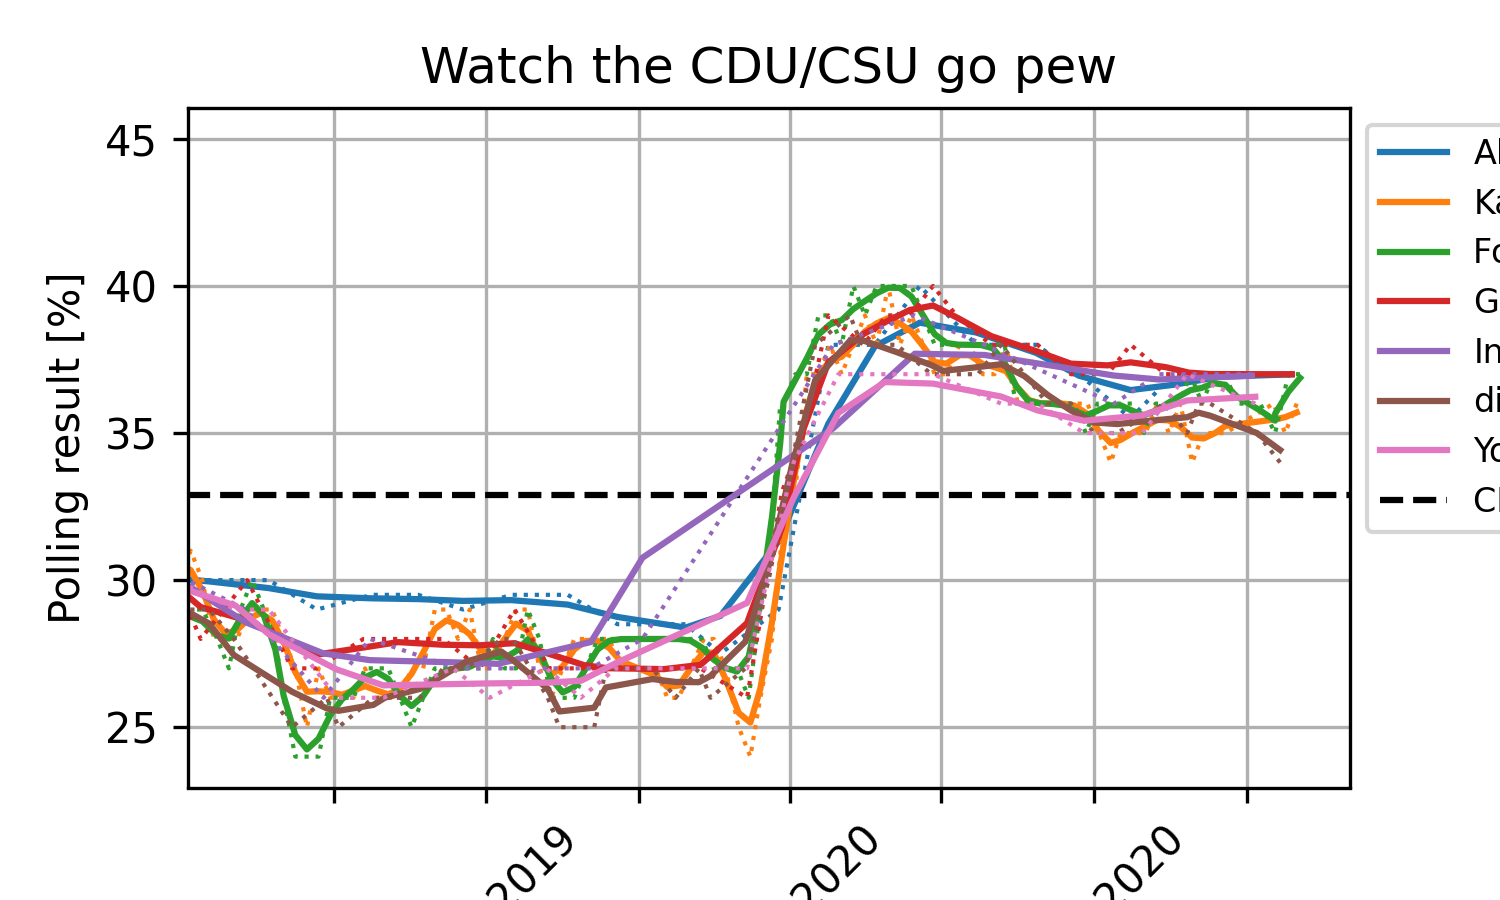 Watch the CDU/CSU go pew
Polling result [%]
45
40
35
30
25
2019
2020
2020
Al
Ka
Fo
G
In
di
Yo